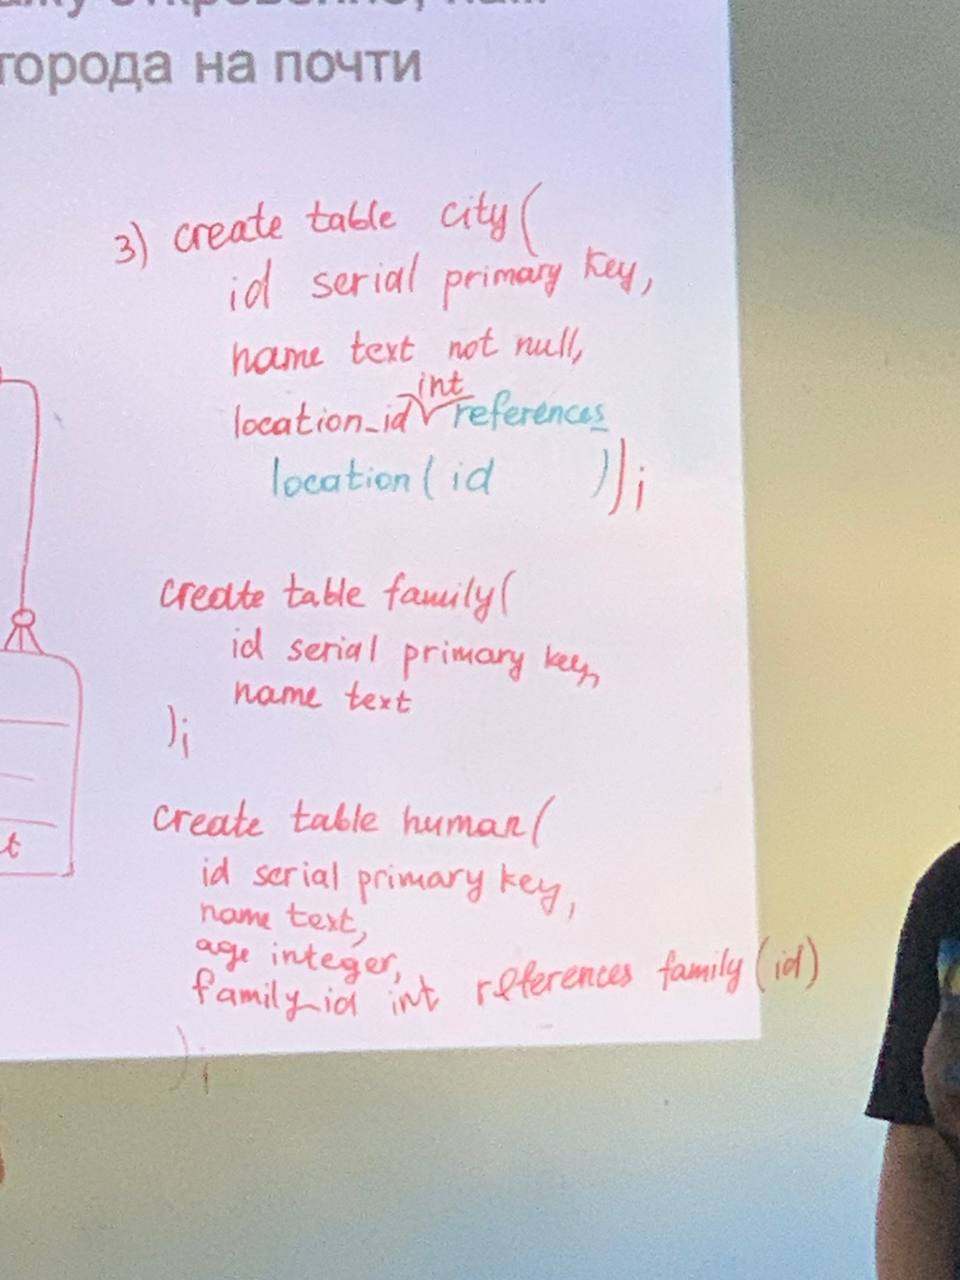 откровенно,
города на почти
3) create table city(
id serial primary key,
name text not null,
int
location_id references
location( id ));
create table family(
id serial primary key,
name text
);
create table human(
id serial primary key,
name text,
age integer,
family_id int references family(id)
);
t